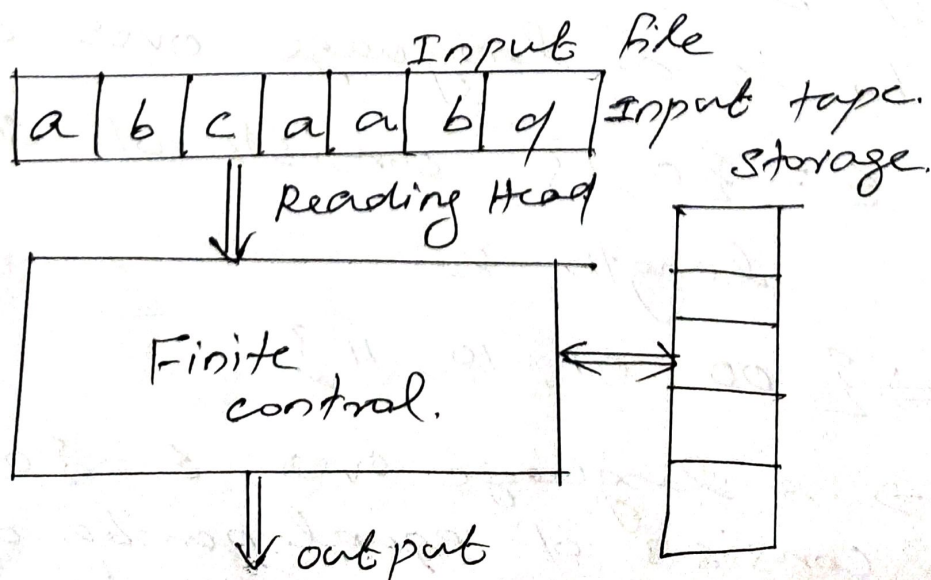 Input file
a b c a a b q
Input tape.
storage.
Reading Head
Finite
control.
output